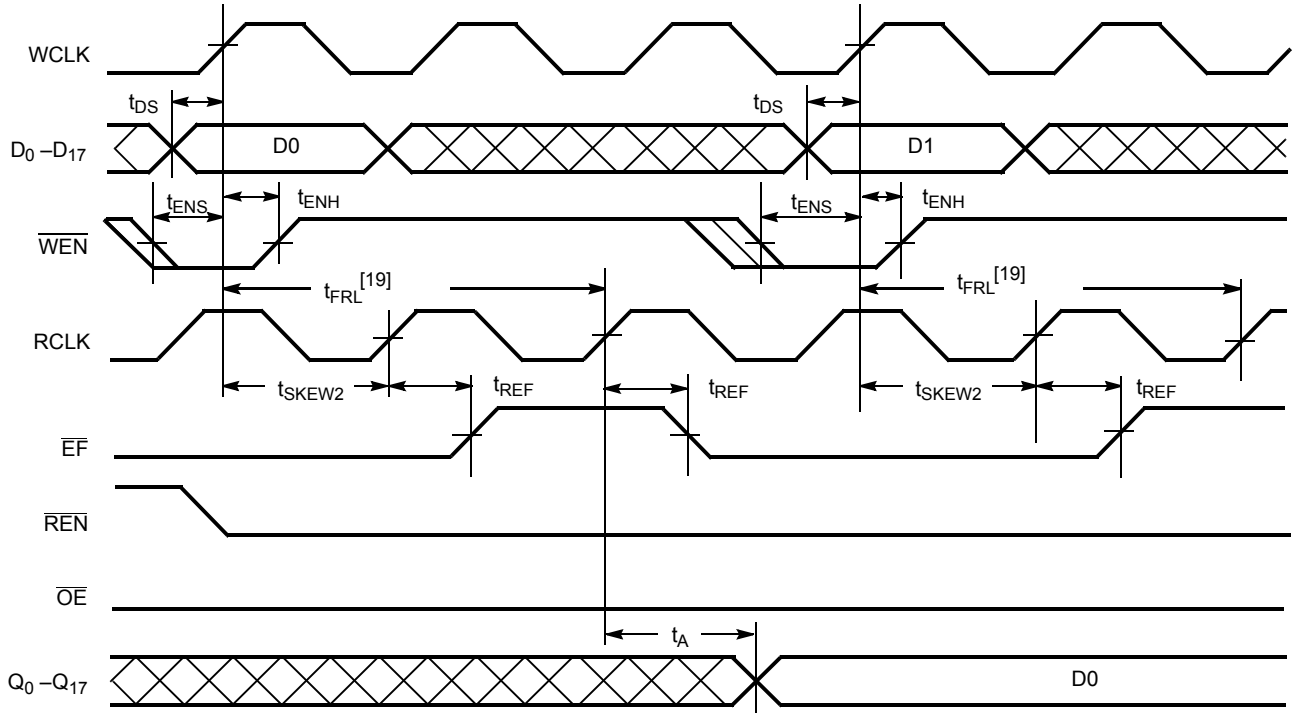 WCLK
tDS tDS
D0 –D17 D0 D1
tENS tENH tENS tENH
WEN
tFRL[19] tFRL[19]
RCLK
tSKEW2 tREF tREF tSKEW2 tREF
EF
REN
OE
tA
Q0 –Q17 D0